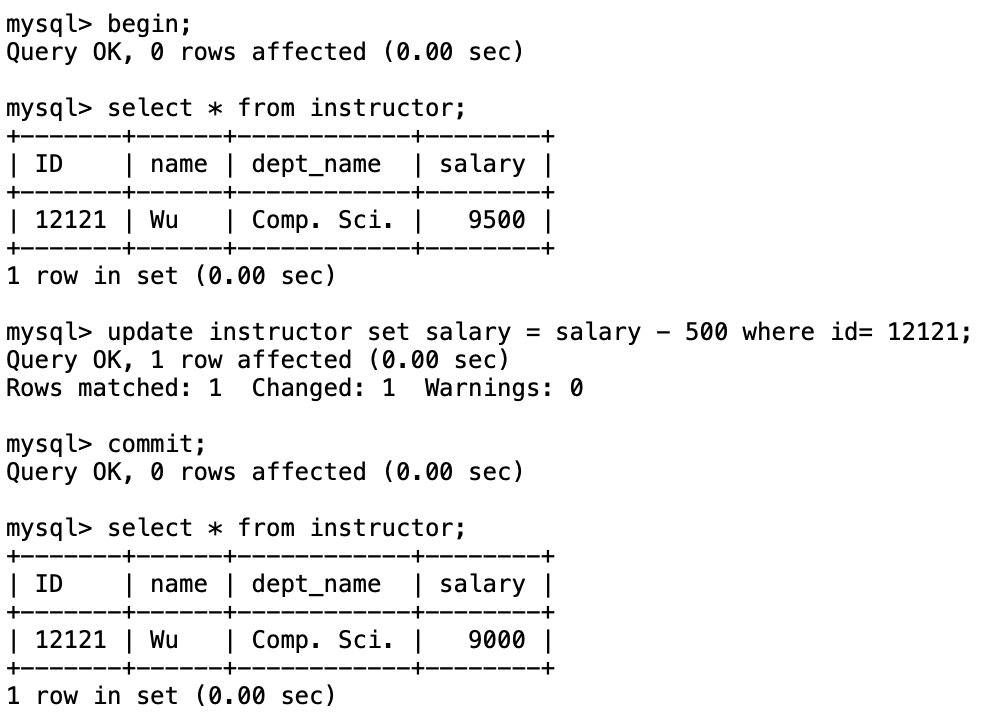 mysql> begin;
Query OK, 0 rows affected (0.00 sec)

mysql> select * from instructor;
+-------+------+------------+--------+
| ID    | name | dept_name  | salary |
+-------+------+------------+--------+
| 12121 | Wu   | Comp. Sci. |   9500 |
+-------+------+------------+--------+
1 row in set (0.00 sec)

mysql> update instructor set salary = salary - 500 where id= 12121;
Query OK, 1 row affected (0.00 sec)
Rows matched: 1  Changed: 1  Warnings: 0

mysql> commit;
Query OK, 0 rows affected (0.00 sec)

mysql> select * from instructor;
+-------+------+------------+--------+
| ID    | name | dept_name  | salary |
+-------+------+------------+--------+
| 12121 | Wu   | Comp. Sci. |   9000 |
+-------+------+------------+--------+
1 row in set (0.00 sec)